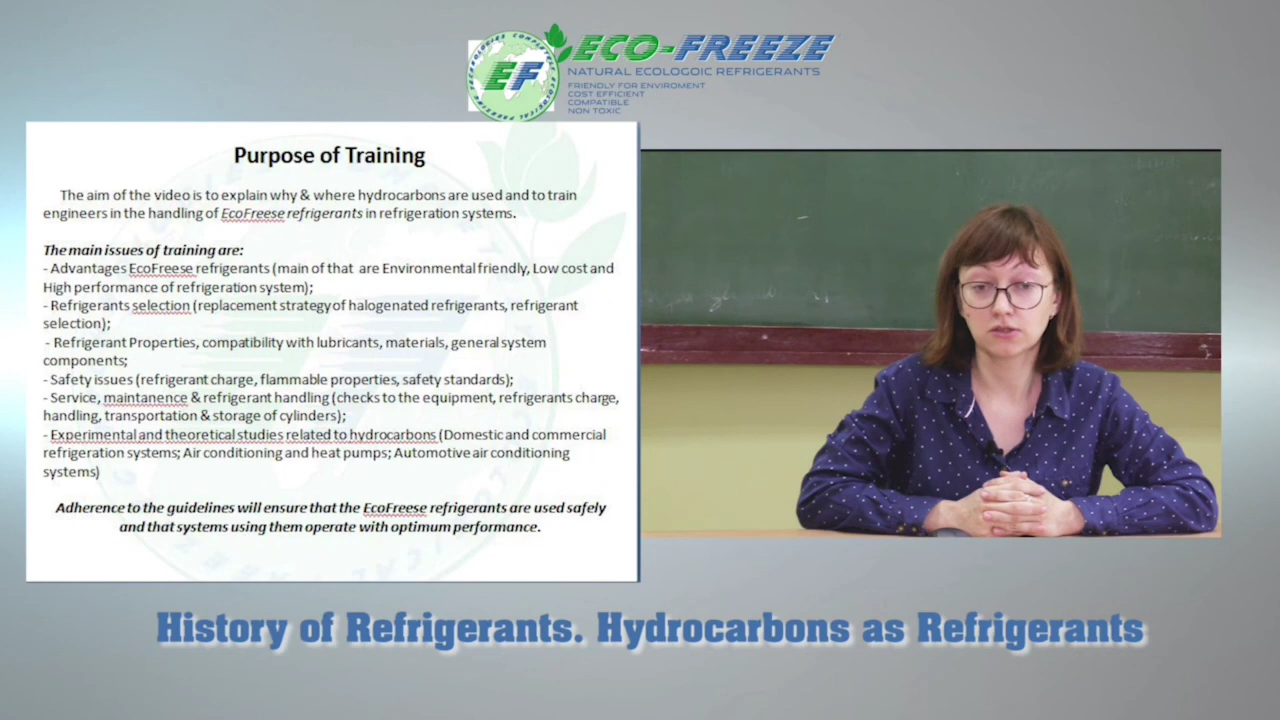 ECO-FREEZE
NATURAL ECOLOGOIC REFRIGERANTS
FRIENDLY FOR ENVIROMENT
COST EFFICIENT
COMPATIBLE
NON TOXIC
EF
Purpose of Training
The aim of the video is to explain why & where hydrocarbons are used and to train
engineers in the handling of EcoFreese refrigerants in refrigeration systems.
The main issues of training are:
- Advantages EcoFreese refrigerants (main of that are Environmental friendly, Low cost and
High performance of refrigeration system);
- Refrigerants selection (replacement strategy of halogenated refrigerants, refrigerant
selection);
- Refrigerant Properties, compatibility with lubricants, materials, general system
components;
- Safety issues (refrigerant charge, flammable properties, safety standards);
- Service, maintanence & refrigerant handling (checks to the equipment, refrigerants charge,
handling, transportation & storage of cylinders);
- Experimental and theoretical studies related to hydrocarbons (Domestic and commercial
refrigeration systems; Air conditioning and heat pumps; Automotive air conditioning
systems)
Adherence to the guidelines will ensure that the EcoFreese refrigerants are used safely
and that systems using them operate with optimum performance.
History of Refrigerants. Hydrocarbons as Refrigerants